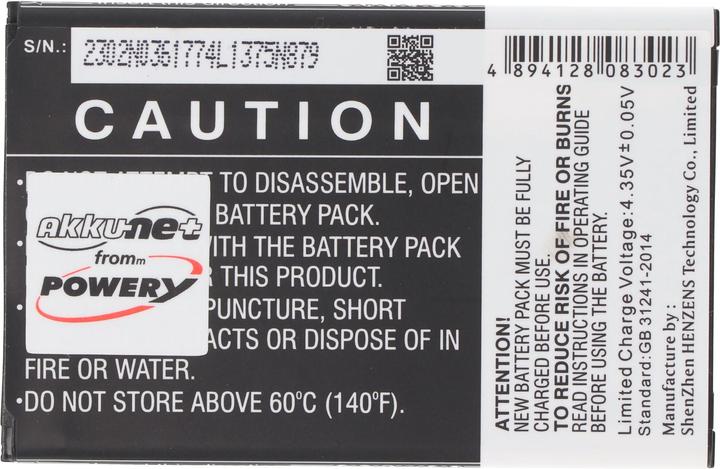 S/N.: 2302N0361774L1375N879
CAUTION
TO DISASSEMBLE, OPEN
BATTERY PACK.
WITH THE BATTERY PACK
THIS PRODUCT.
PUNCTURE, SHORT
OR DISPOSE OF IN
FIRE OR WATER.
•DO NOT STORE ABOVE 60°C (140°F).
akku-net
from
POWERY
4 894128 083023
ATTENTION!
NEW BATTERY PACK MUST BE FULLY
CHARGED BEFORE USE.
TO REDUCE RISK OF FIRE OR BURNS
READ INSTRUCTIONS IN OPERATING GUIDE
BEFORE USING THE BATTERY.
Limited Charge Voltage:4.35V±0.05V
Standard:GB 31241-2014
Manufacturer:
ShenZhen HENZENS Technology Co., Limited